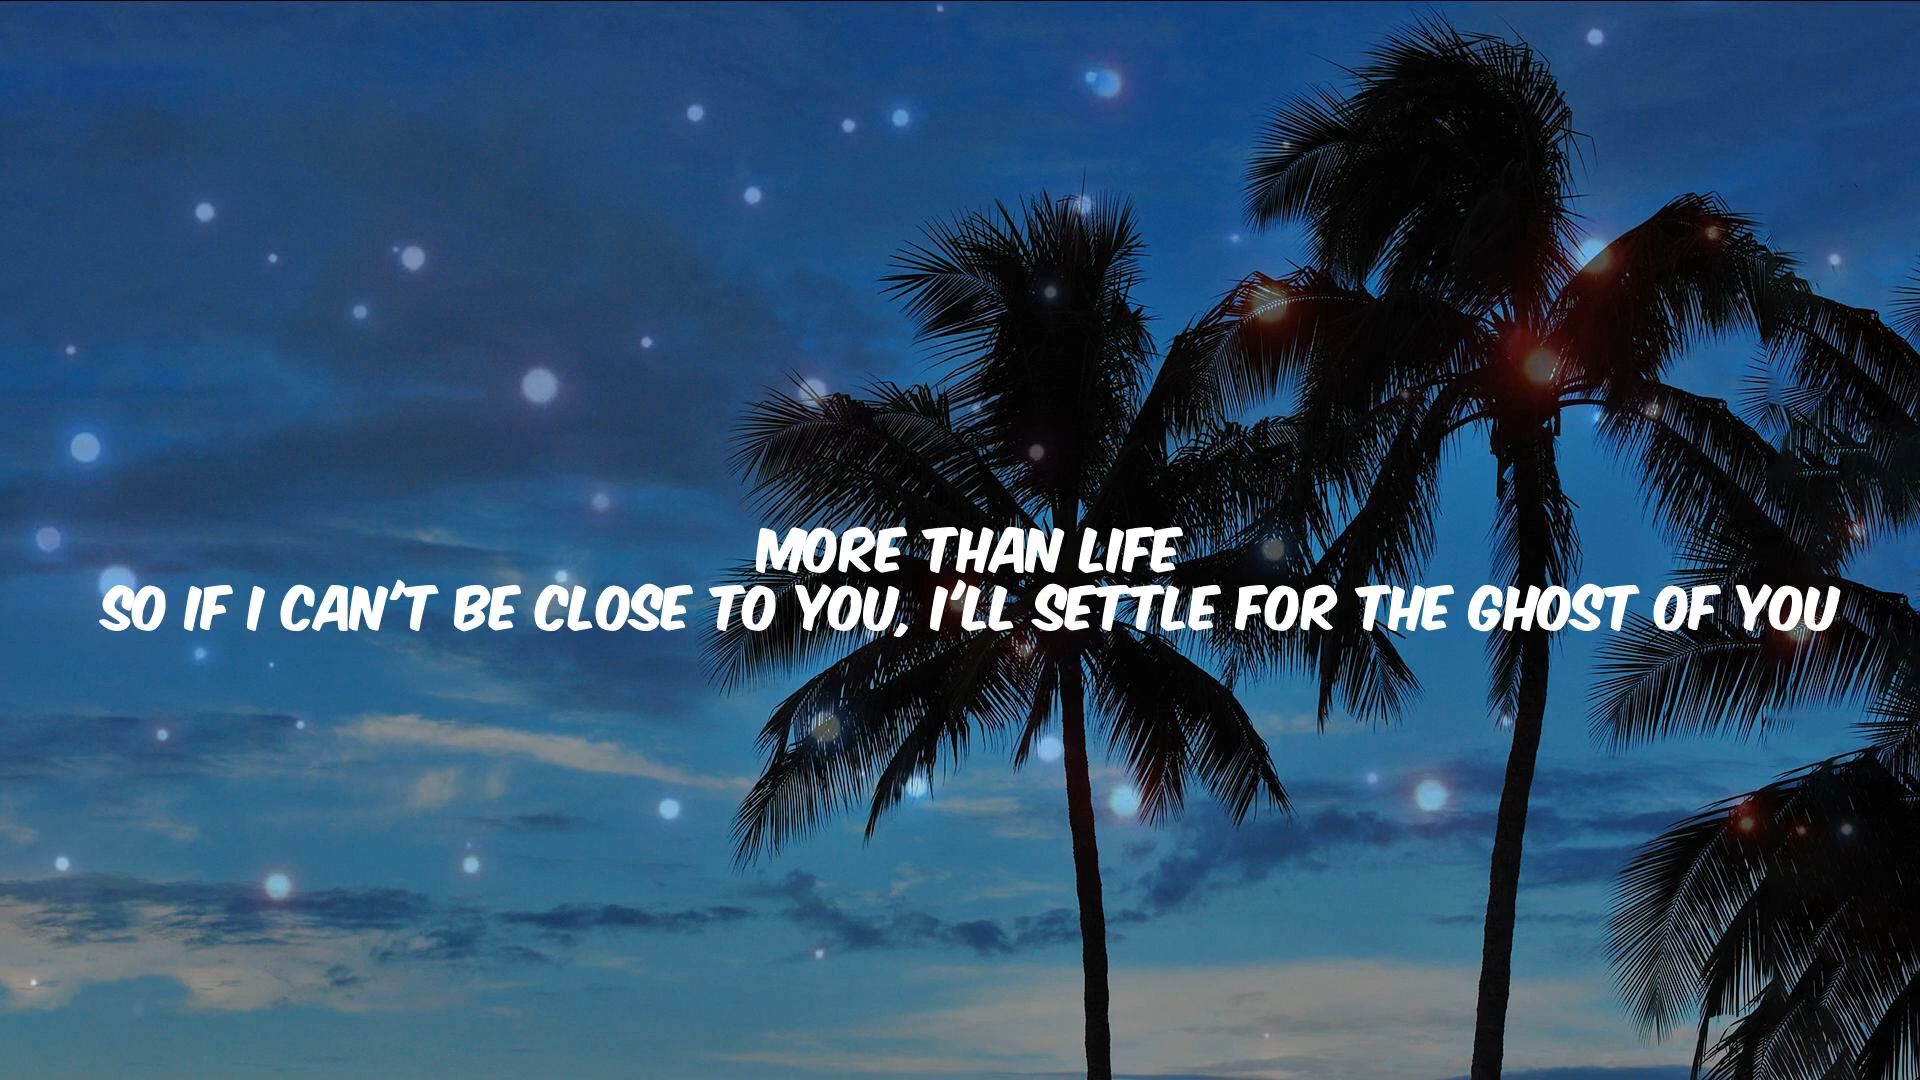 MORE THAN LIFE
SO IF I CAN'T BE CLOSE TO YOU, I'LL SETTLE FOR THE GHOST OF YOU